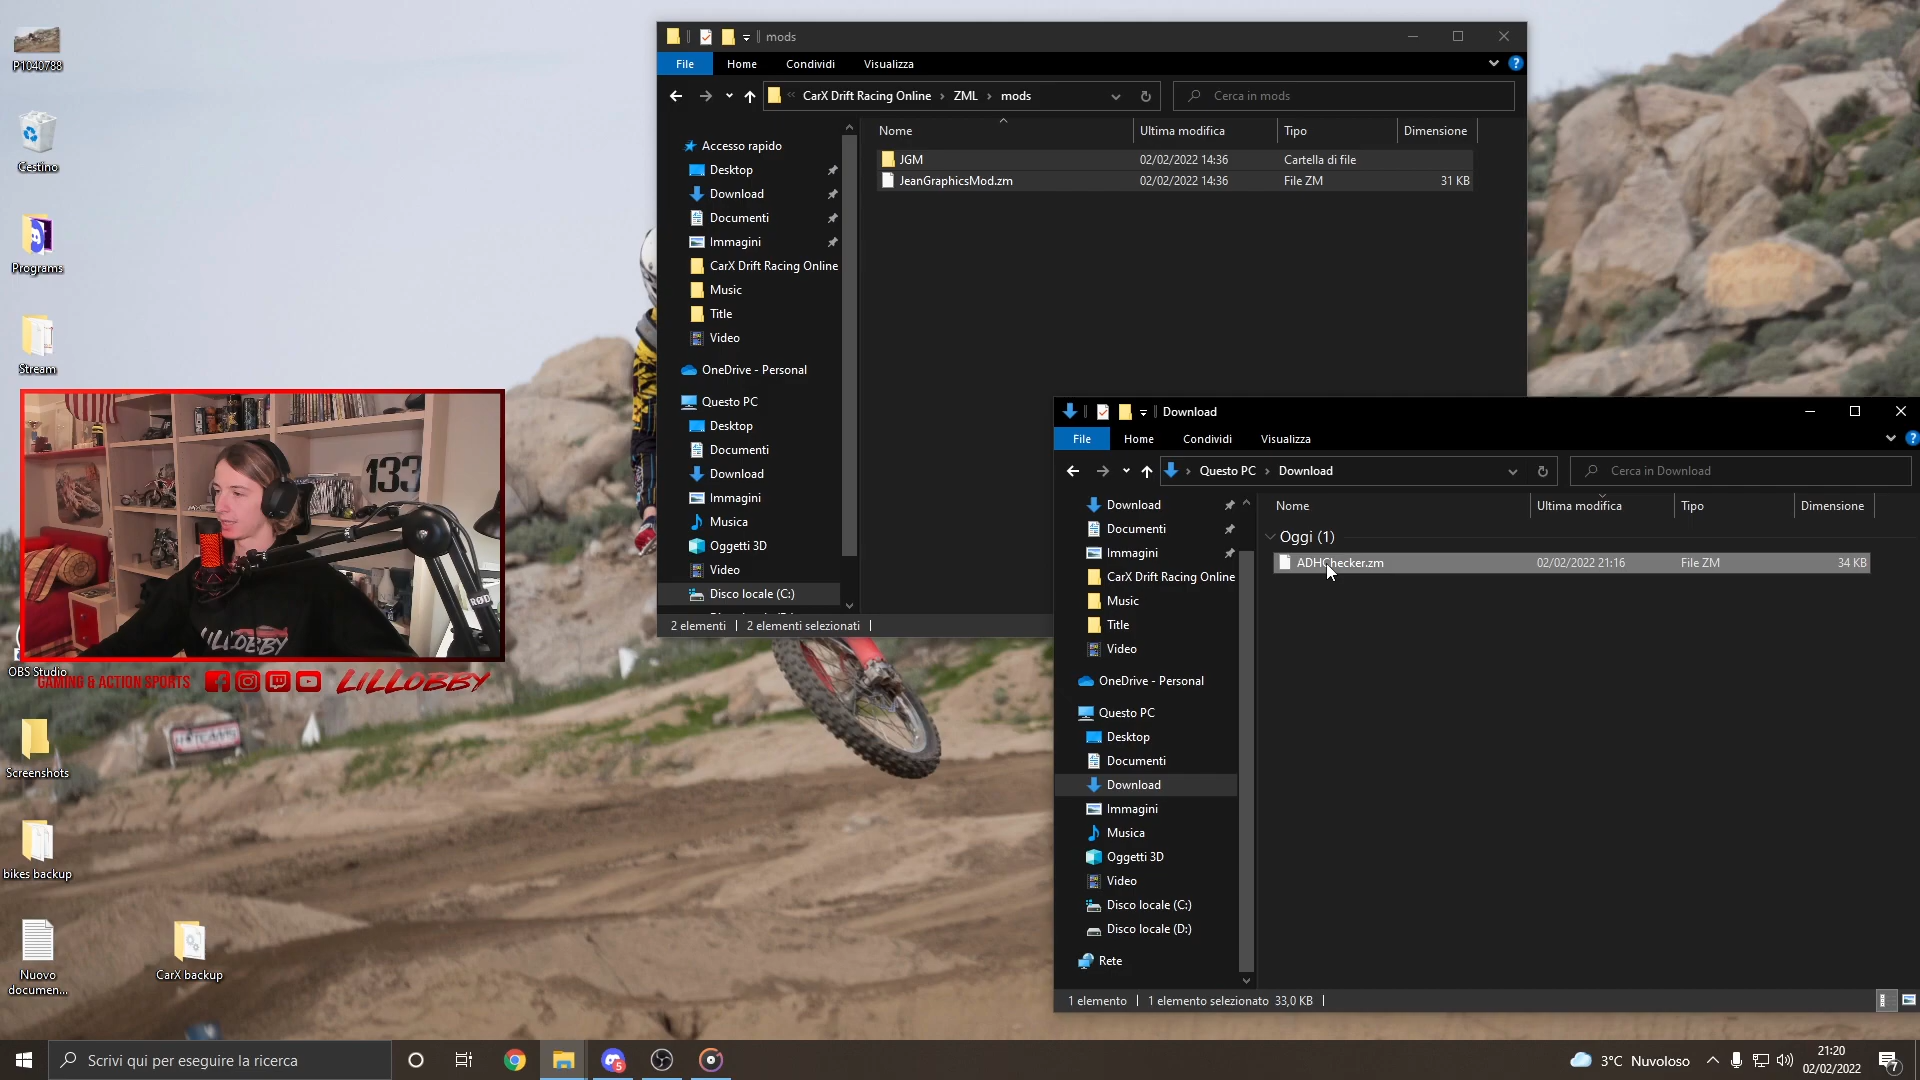 P1040788
Cestino
Programs
Stream
OBS Studio
Screenshots
bikes backup
Nuovo
documen...
CarX backup
133
RØDE
LILLOBBY
GAMING & ACTION SPORTS
LILLOBBY
mods
File
Home
Condividi
Visualizza
CarX Drift Racing Online
ZML
mods
Cerca in mods
Nome
Ultima modifica
Tipo
Dimensione
JGM
02/02/2022 14:36
Cartella di file
JeanGraphicsMod.zm
02/02/2022 14:36
File ZM
31 KB
Accesso rapido
Desktop
Download
Documenti
Immagini
CarX Drift Racing Online
Music
Title
Video
OneDrive - Personal
Questo PC
Desktop
Documenti
Download
Immagini
Musica
Oggetti 3D
Video
Disco locale (C:)
2 elementi
2 elementi selezionati
Download
File
Home
Condividi
Visualizza
Questo PC
Download
Cerca in Download
Nome
Ultima modifica
Tipo
Dimensione
Oggi (1)
ADHChecker.zm
02/02/2022 21:16
File ZM
34 KB
Download
Documenti
Immagini
CarX Drift Racing Online
Music
Title
Video
OneDrive - Personal
Questo PC
Desktop
Documenti
Download
Immagini
Musica
Oggetti 3D
Video
Disco locale (C:)
Disco locale (D:)
Rete
1 elemento
1 elemento selezionato 33,0 KB
Scrivi qui per eseguire la ricerca
5
3°C Nuvoloso
21:20
02/02/2022
7